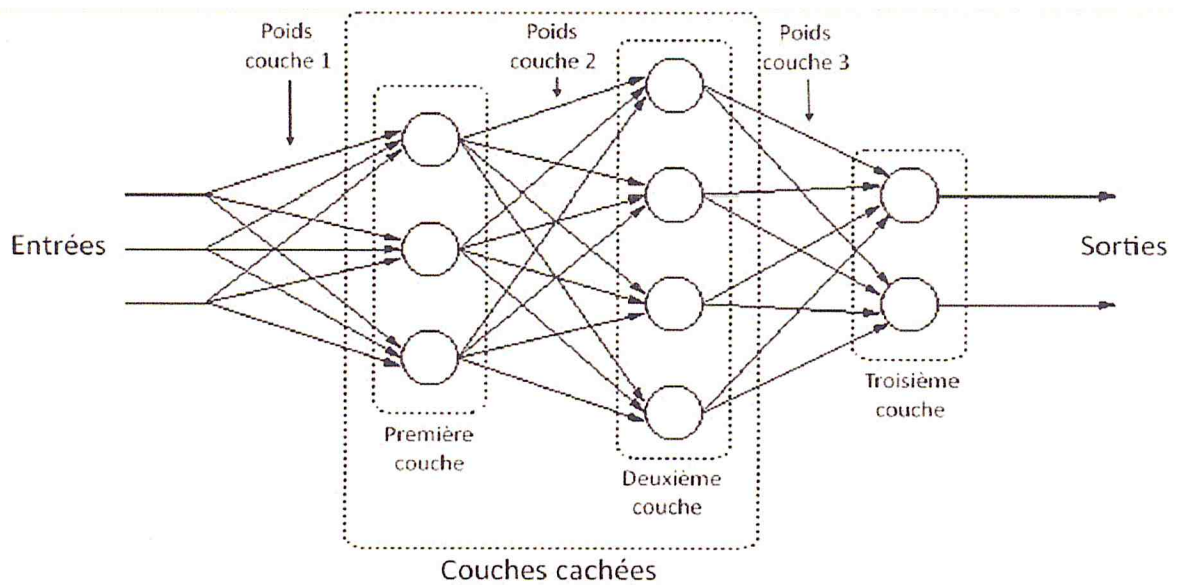 Poids
couche 1
Poids
couche 2
Poids
couche 3
Entrées
Sorties
Première
couche
Deuxième
couche
Troisième
couche
Couches cachées